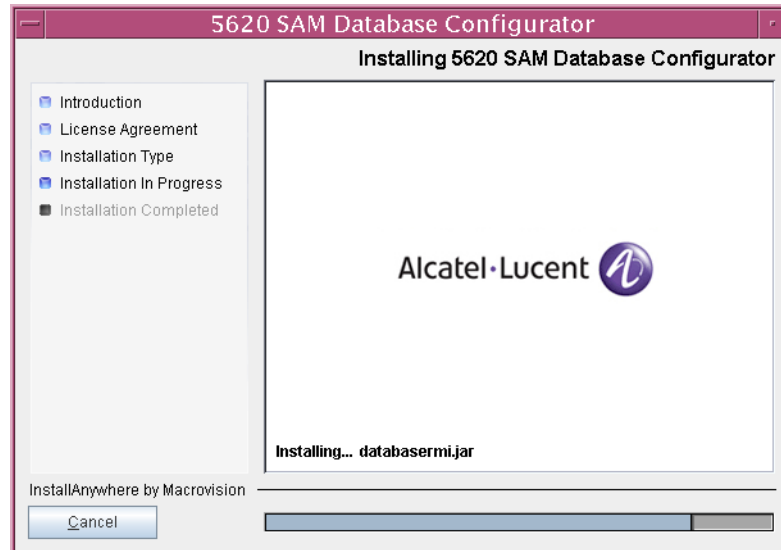 5620 SAM Database Configurator
Installing 5620 SAM Database Configurator
Introduction
License Agreement
Installation Type
Installation In Progress
Installation Completed
Alcatel·Lucent
Installing... databasermi.jar
InstallAnywhere by Macrovision
Cancel